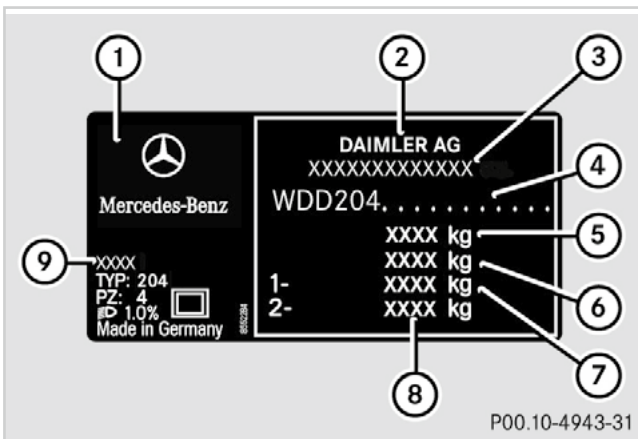 1
2
3
DAIMLER AG
XXXXXXXXXXXXX
4
Mercedes-Benz
WDD204. . . . . . . . . . .
XXXX kg
5
XXXX kg
6
1- XXXX kg
7
2- XXXX kg
8
9
XXXX
TYP: 204
PZ: 4
1.0%
Made in Germany
P00.10-4943-31